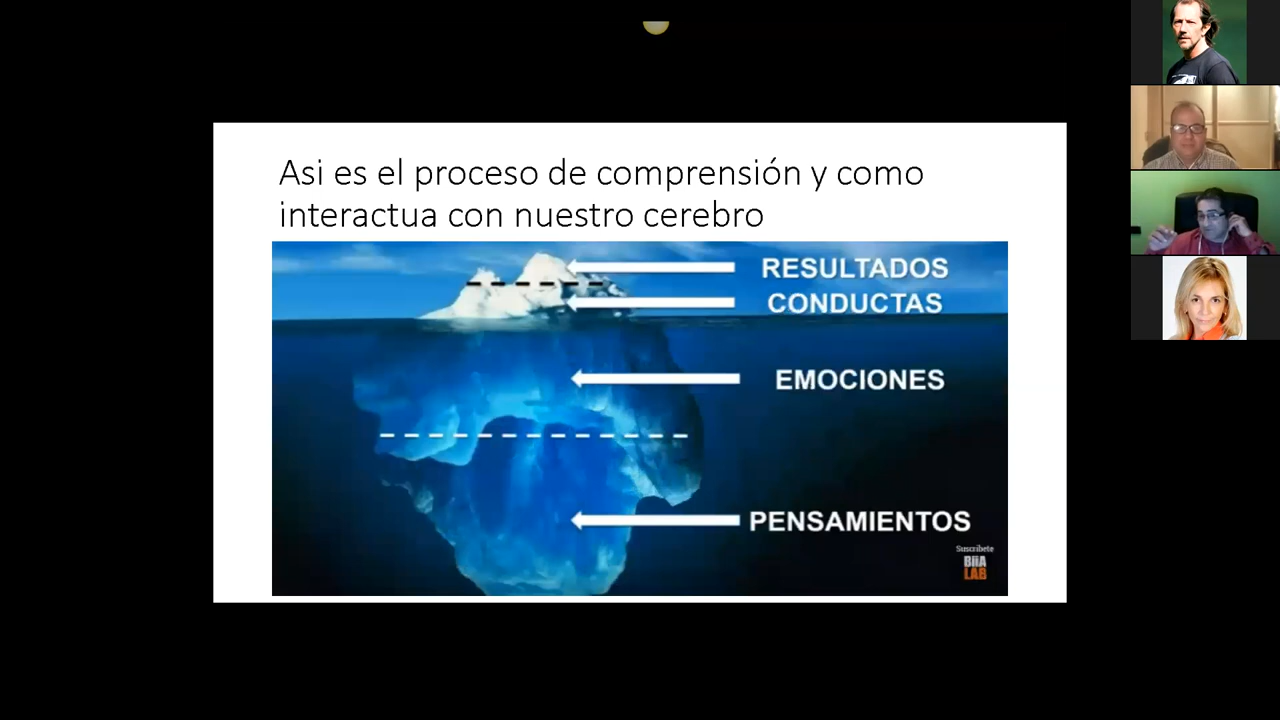 Asi es el proceso de comprensión y como
interactua con nuestro cerebro
RESULTADOS
CONDUCTAS
EMOCIONES
PENSAMIENTOS
Suscribete
BiiA
LAB